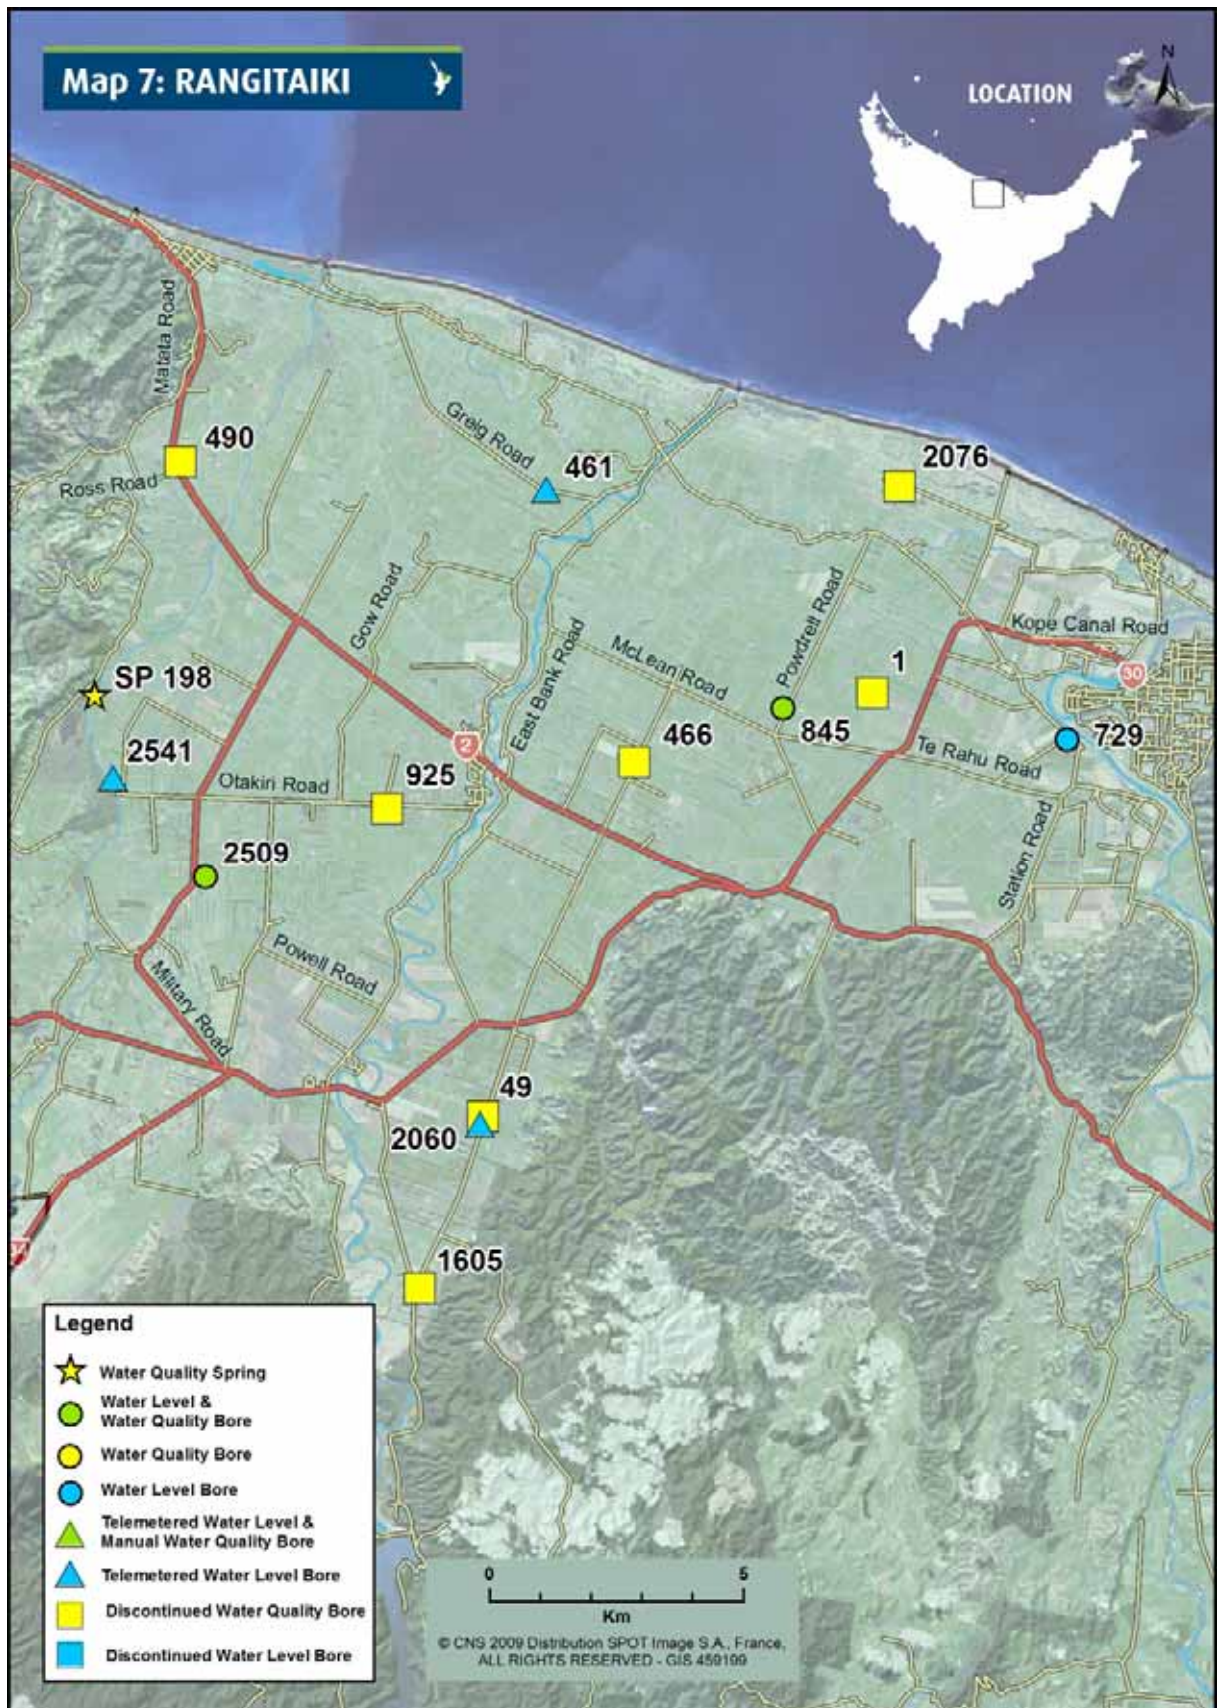 Map 7: RANGITAIKI
LOCATION
N
Matata Road
490
Ross Road
Greig Road
461
2076
Gow Road
Powdrell Road
Kope Canal Road
30
McLean Road
East Bank Road
1
SP 198
2
466
845
729
2541
Te Rahu Road
Otakiri Road
925
Station Road
2509
Powell Road
Military Road
49
2060
1605
Legend
Water Quality Spring
Water Level &
Water Quality Bore
Water Quality Bore
Water Level Bore
Telemetered Water Level &
Manual Water Quality Bore
Telemetered Water Level Bore
Discontinued Water Quality Bore
Discontinued Water Level Bore
0 5
Km
© CNS 2009 Distribution SPOT Image S.A., France,
ALL RIGHTS RESERVED - GIS 459199